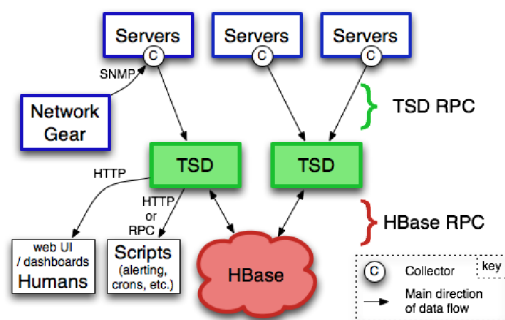 Servers
Servers
Servers
C
C
C
SNMP
Network
Gear
TSD RPC
TSD
TSD
HTTP
HTTP
or
RPC
HBase RPC
web UI
/ dashboards
Humans
Scripts
(alerting,
crons, etc.)
HBase
C
Collector
key
Main direction
of data flow